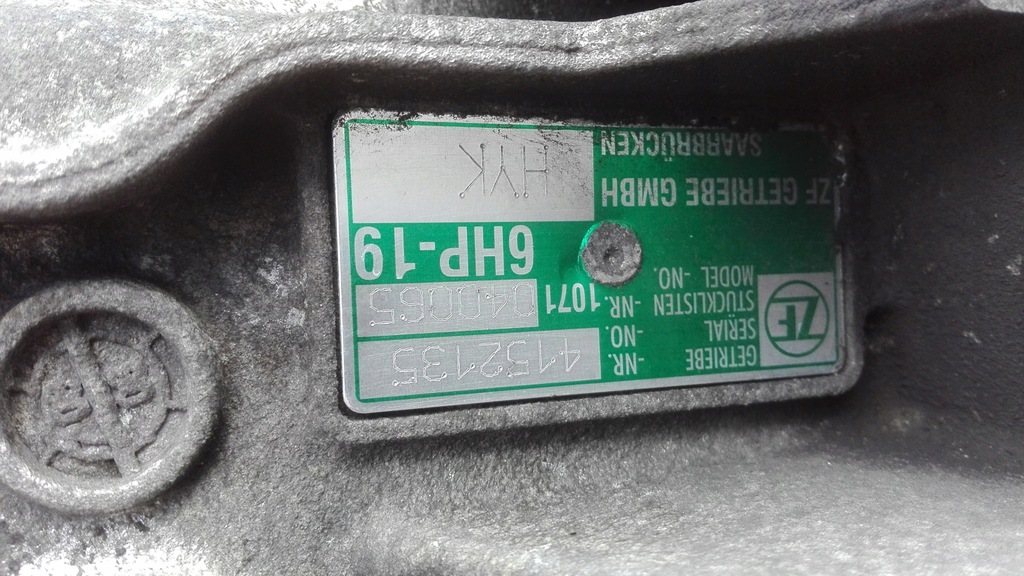 ZF
GETRIEBE -NR. 4152135
SERIAL -NO.
STÜCKLISTEN -NR. 1071 040065
MODEL -NO.
6HP-19
ZF GETRIEBE GMBH
SAARBRÜCKEN
HYK